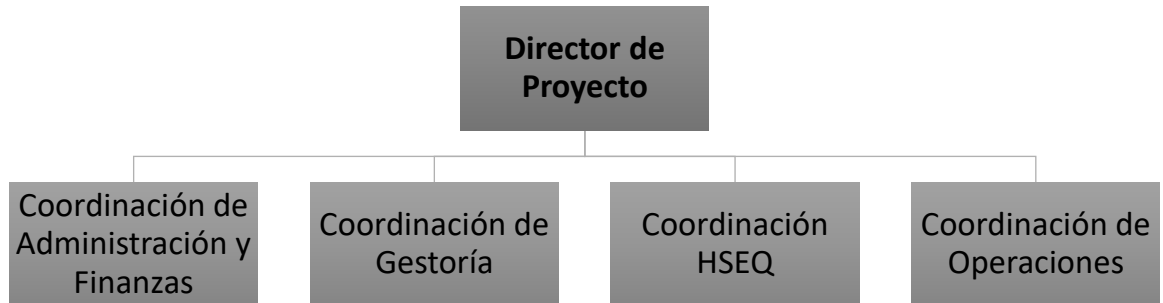 Director de
Proyecto
Coordinación de
Administración y
Finanzas
Coordinación de
Gestoría
Coordinación
HSEQ
Coordinación de
Operaciones